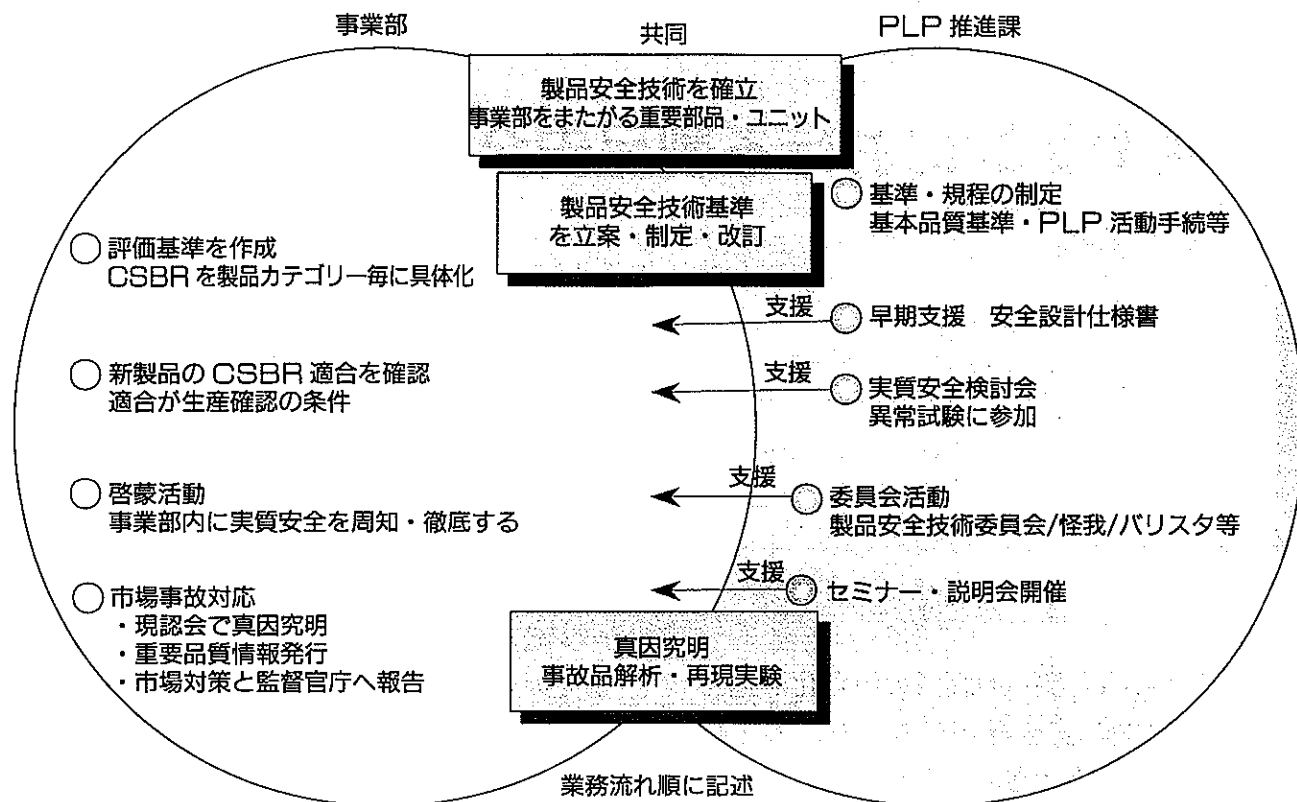 事業部
共同
PLP 推進課
製品安全技術を確立
事業部をまたがる重要部品・ユニット
製品安全技術基準
を立案・制定・改訂
基準・規程の制定
基本品質基準・PLP 活動手続等
評価基準を作成
CSBR を製品カテゴリー毎に具体化
支援
早期支援　安全設計仕様書
新製品の CSBR 適合を確認
適合が生産確認の条件
支援
実質安全検討会
異常試験に参加
啓蒙活動
事業部内に実質安全を周知・徹底する
支援
委員会活動
製品安全技術委員会/怪我/バリスタ等
市場事故対応
・現認会で真因究明
・重要品質情報発行
・市場対策と監督官庁へ報告
支援
セミナー・説明会開催
真因究明
事故品解析・再現実験
業務流れ順に記述